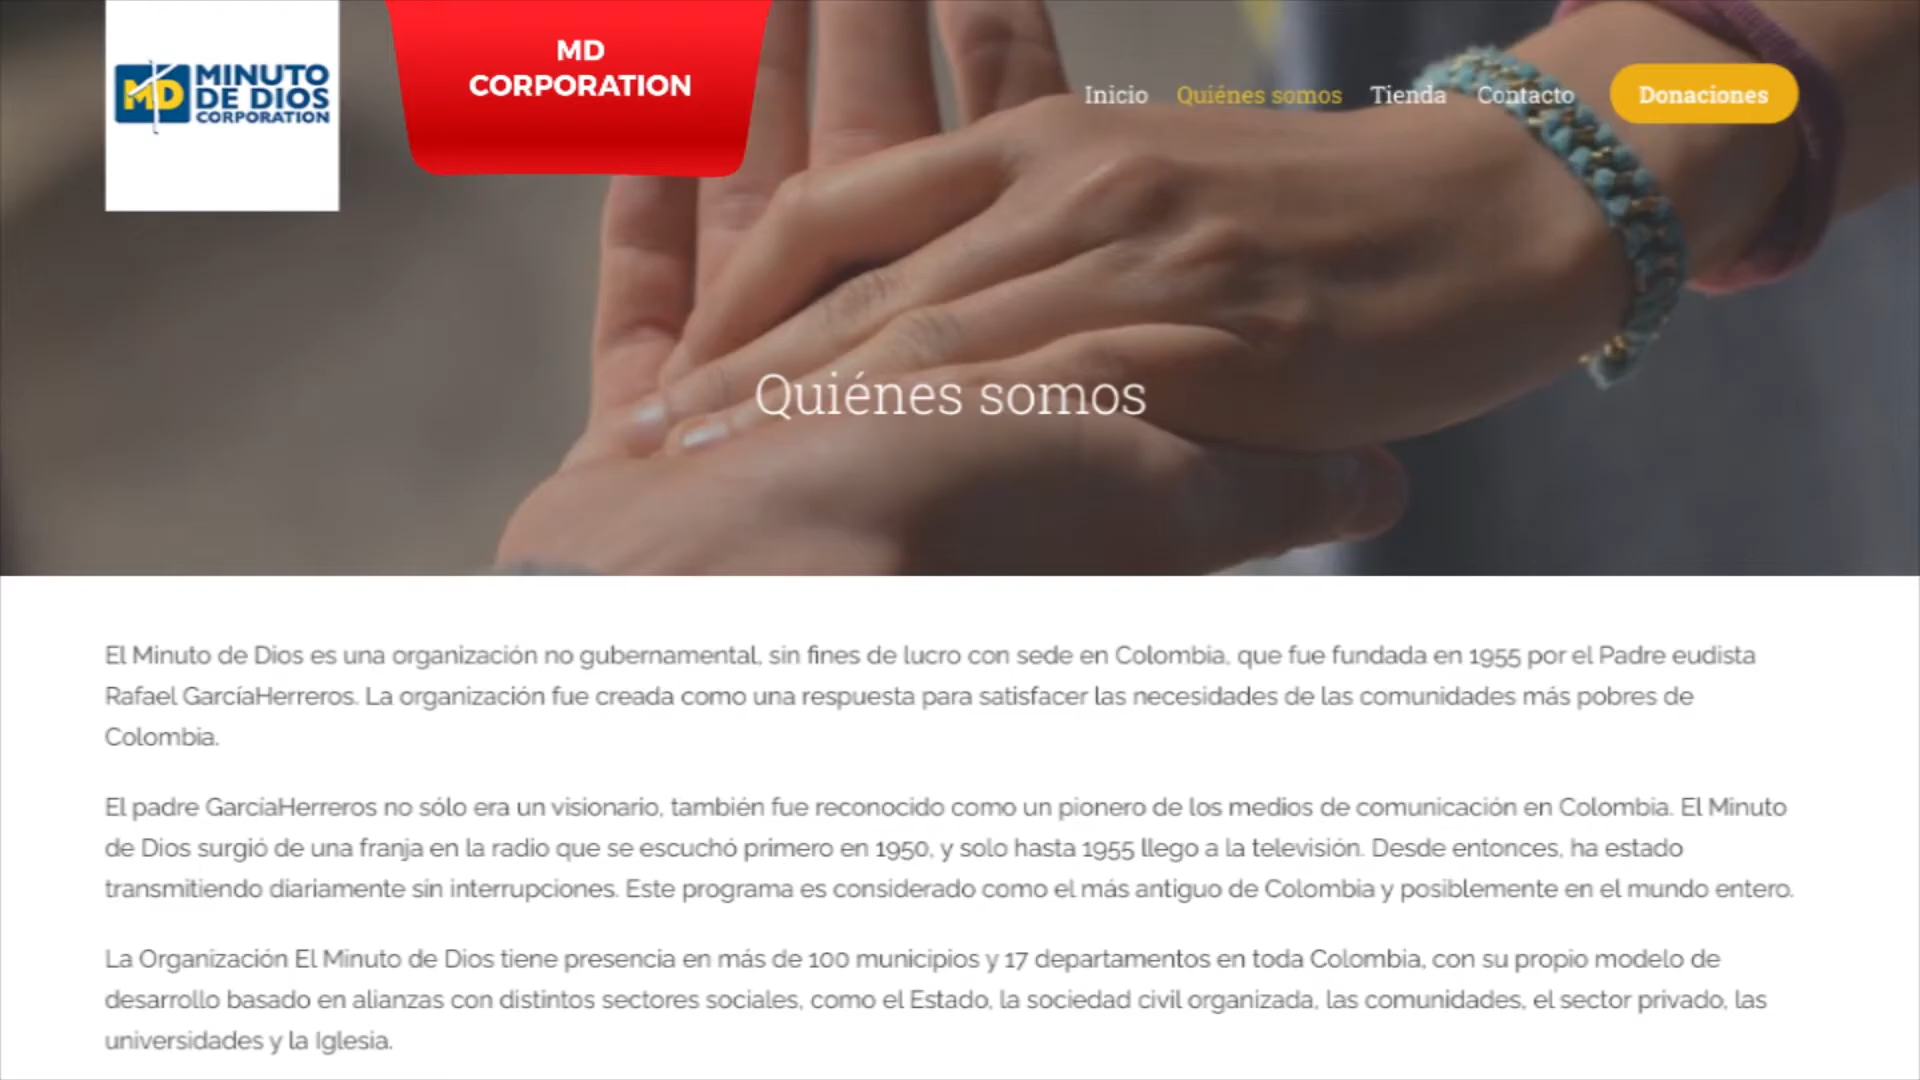 MD MINUTO
DE DIOS
CORPORATION
MD
CORPORATION
Inicio Quiénes somos Tienda Contacto Donaciones
Quiénes somos
El Minuto de Dios es una organización no gubernamental, sin fines de lucro con sede en Colombia, que fue fundada en 1955 por el Padre eudista
Rafael GarcíaHerreros. La organización fue creada como una respuesta para satisfacer las necesidades de las comunidades más pobres de
Colombia.
El padre GarcíaHerreros no sólo era un visionario, también fue reconocido como un pionero de los medios de comunicación en Colombia. El Minuto
de Dios surgió de una franja en la radio que se escuchó primero en 1950, y solo hasta 1955 llego a la televisión. Desde entonces, ha estado
transmitiendo diariamente sin interrupciones. Este programa es considerado como el más antiguo de Colombia y posiblemente en el mundo entero.
La Organización El Minuto de Dios tiene presencia en más de 100 municipios y 17 departamentos en toda Colombia, con su propio modelo de
desarrollo basado en alianzas con distintos sectores sociales, como el Estado, la sociedad civil organizada, las comunidades, el sector privado, las
universidades y la Iglesia.